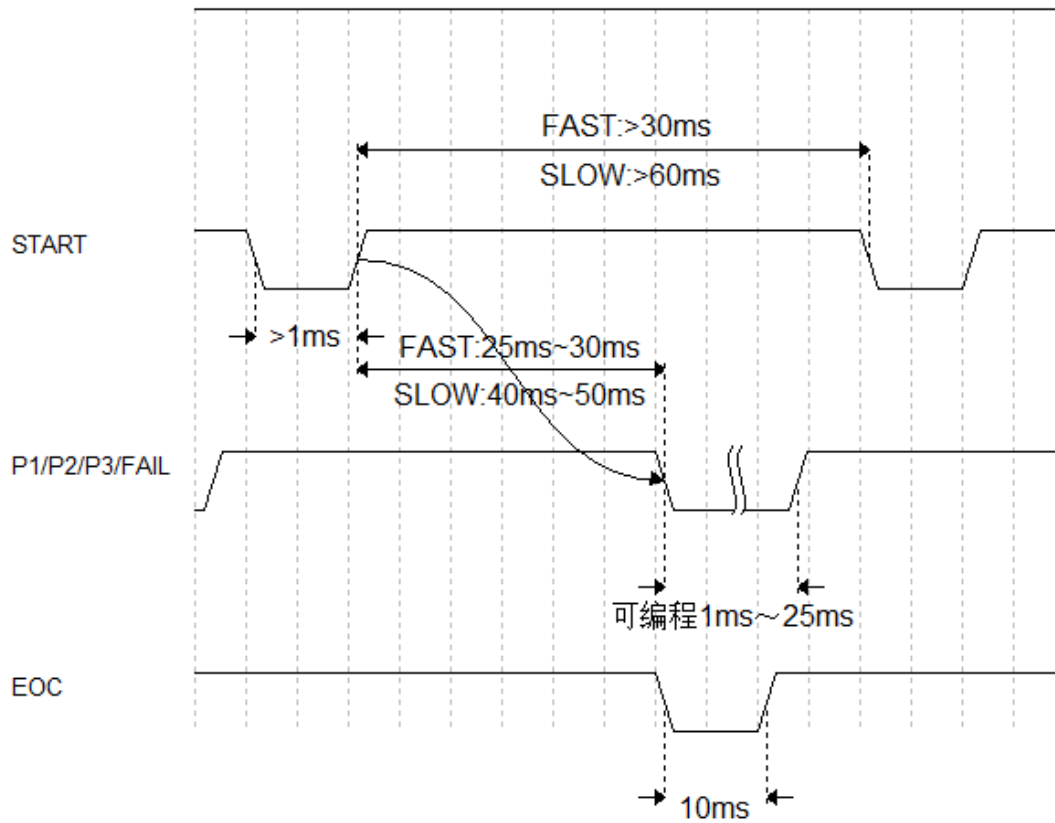 FAST:>30ms
SLOW:>60ms
START
>1ms
FAST:25ms~30ms
SLOW:40ms~50ms
P1/P2/P3/FAIL
可编程1ms～25ms
EOC
10ms